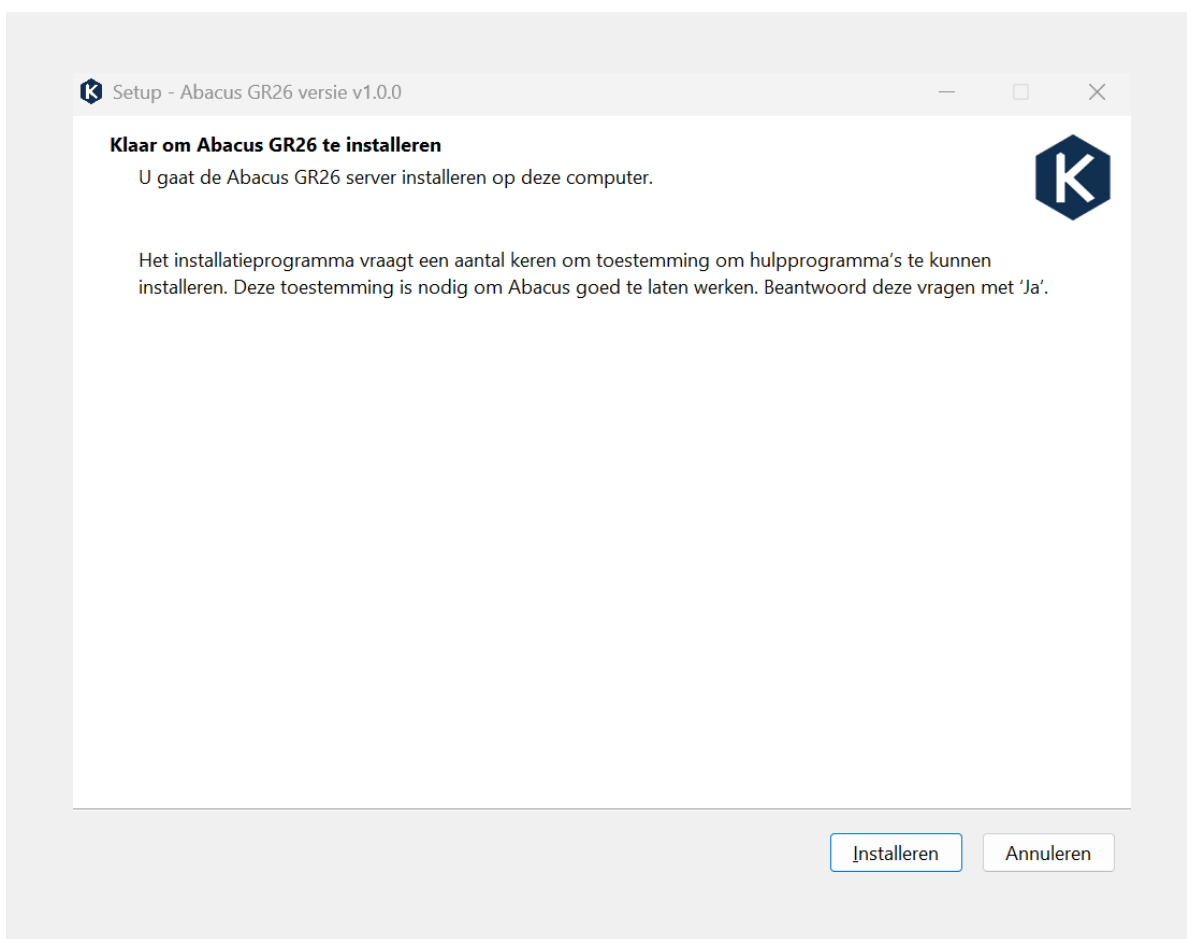 Setup - Abacus GR26 versie v1.0.0
Klaar om Abacus GR26 te installeren
U gaat de Abacus GR26 server installeren op deze computer.
K
Het installatieprogramma vraagt een aantal keren om toestemming om hulpprogramma’s te kunnen
installeren. Deze toestemming is nodig om Abacus goed te laten werken. Beantwoord deze vragen met ‘Ja’.
Installeren
Annuleren